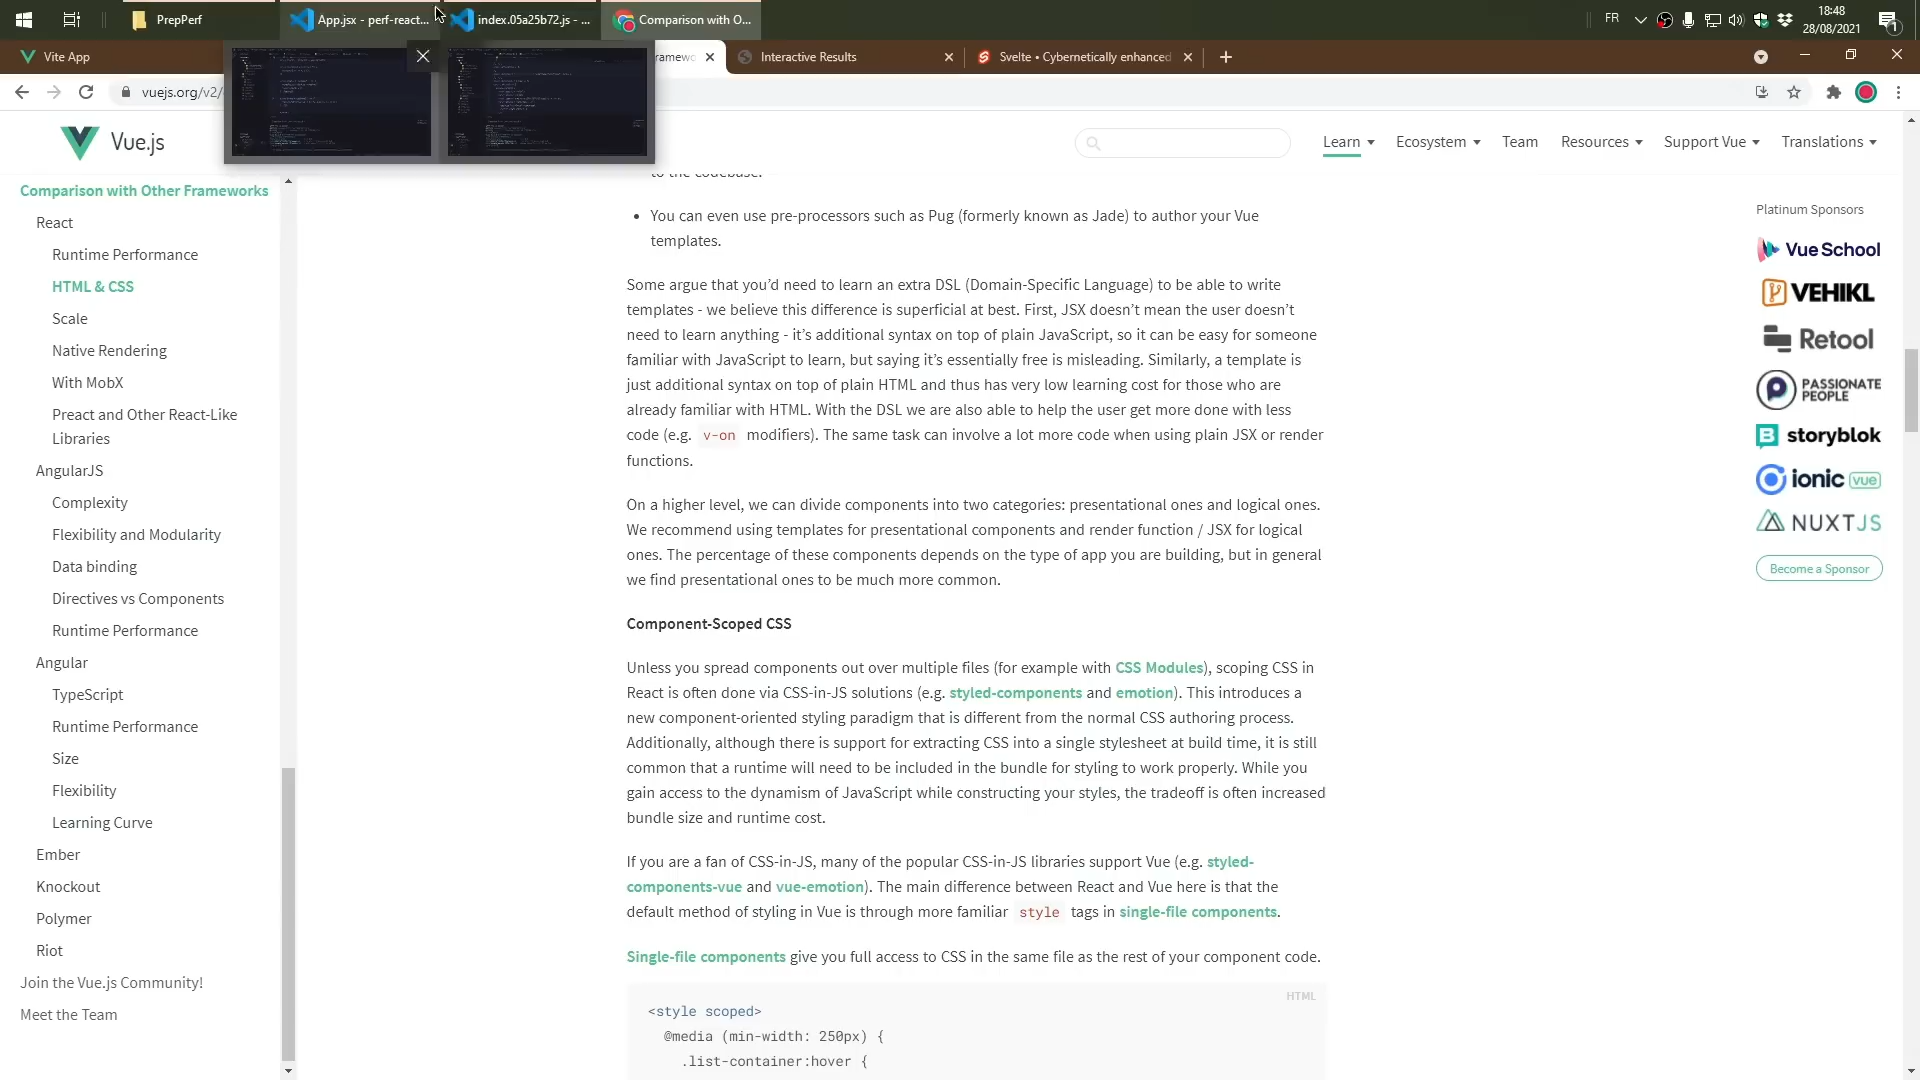 PrepPerf
App.jsx - perf-react...
index.05a25b72.js - ...
Comparison with O...
FR
18:48
28/08/2021
1
Vite App
ramewo
Interactive Results
Svelte • Cybernetically enhanced
vuejs.org/v2/
Vue.js
Learn
Ecosystem
Team
Resources
Support Vue
Translations
Comparison with Other Frameworks
React
Runtime Performance
HTML & CSS
Scale
Native Rendering
With MobX
Preact and Other React-Like
Libraries
AngularJS
Complexity
Flexibility and Modularity
Data binding
Directives vs Components
Runtime Performance
Angular
TypeScript
Runtime Performance
Size
Flexibility
Learning Curve
Ember
Knockout
Polymer
Riot
Join the Vue.js Community!
Meet the Team
to the codebase.
• You can even use pre-processors such as Pug (formerly known as Jade) to author your Vue
templates.
Some argue that you’d need to learn an extra DSL (Domain-Specific Language) to be able to write
templates - we believe this difference is superficial at best. First, JSX doesn’t mean the user doesn’t
need to learn anything - it’s additional syntax on top of plain JavaScript, so it can be easy for someone
familiar with JavaScript to learn, but saying it’s essentially free is misleading. Similarly, a template is
just additional syntax on top of plain HTML and thus has very low learning cost for those who are
already familiar with HTML. With the DSL we are also able to help the user get more done with less
code (e.g. v-on modifiers). The same task can involve a lot more code when using plain JSX or render
functions.
On a higher level, we can divide components into two categories: presentational ones and logical ones.
We recommend using templates for presentational components and render function / JSX for logical
ones. The percentage of these components depends on the type of app you are building, but in general
we find presentational ones to be much more common.
Component-Scoped CSS
Unless you spread components out over multiple files (for example with CSS Modules), scoping CSS in
React is often done via CSS-in-JS solutions (e.g. styled-components and emotion). This introduces a
new component-oriented styling paradigm that is different from the normal CSS authoring process.
Additionally, although there is support for extracting CSS into a single stylesheet at build time, it is still
common that a runtime will need to be included in the bundle for styling to work properly. While you
gain access to the dynamism of JavaScript while constructing your styles, the tradeoff is often increased
bundle size and runtime cost.
If you are a fan of CSS-in-JS, many of the popular CSS-in-JS libraries support Vue (e.g. styled-
components-vue and vue-emotion). The main difference between React and Vue here is that the
default method of styling in Vue is through more familiar style tags in single-file components.
Single-file components give you full access to CSS in the same file as the rest of your component code.
HTML
<style scoped>
@media (min-width: 250px) {
.list-container:hover {
Platinum Sponsors
Vue School
VEHIKL
Retool
PASSIONATE
PEOPLE
storyblok
ionic vue
NUXTJS
Become a Sponsor